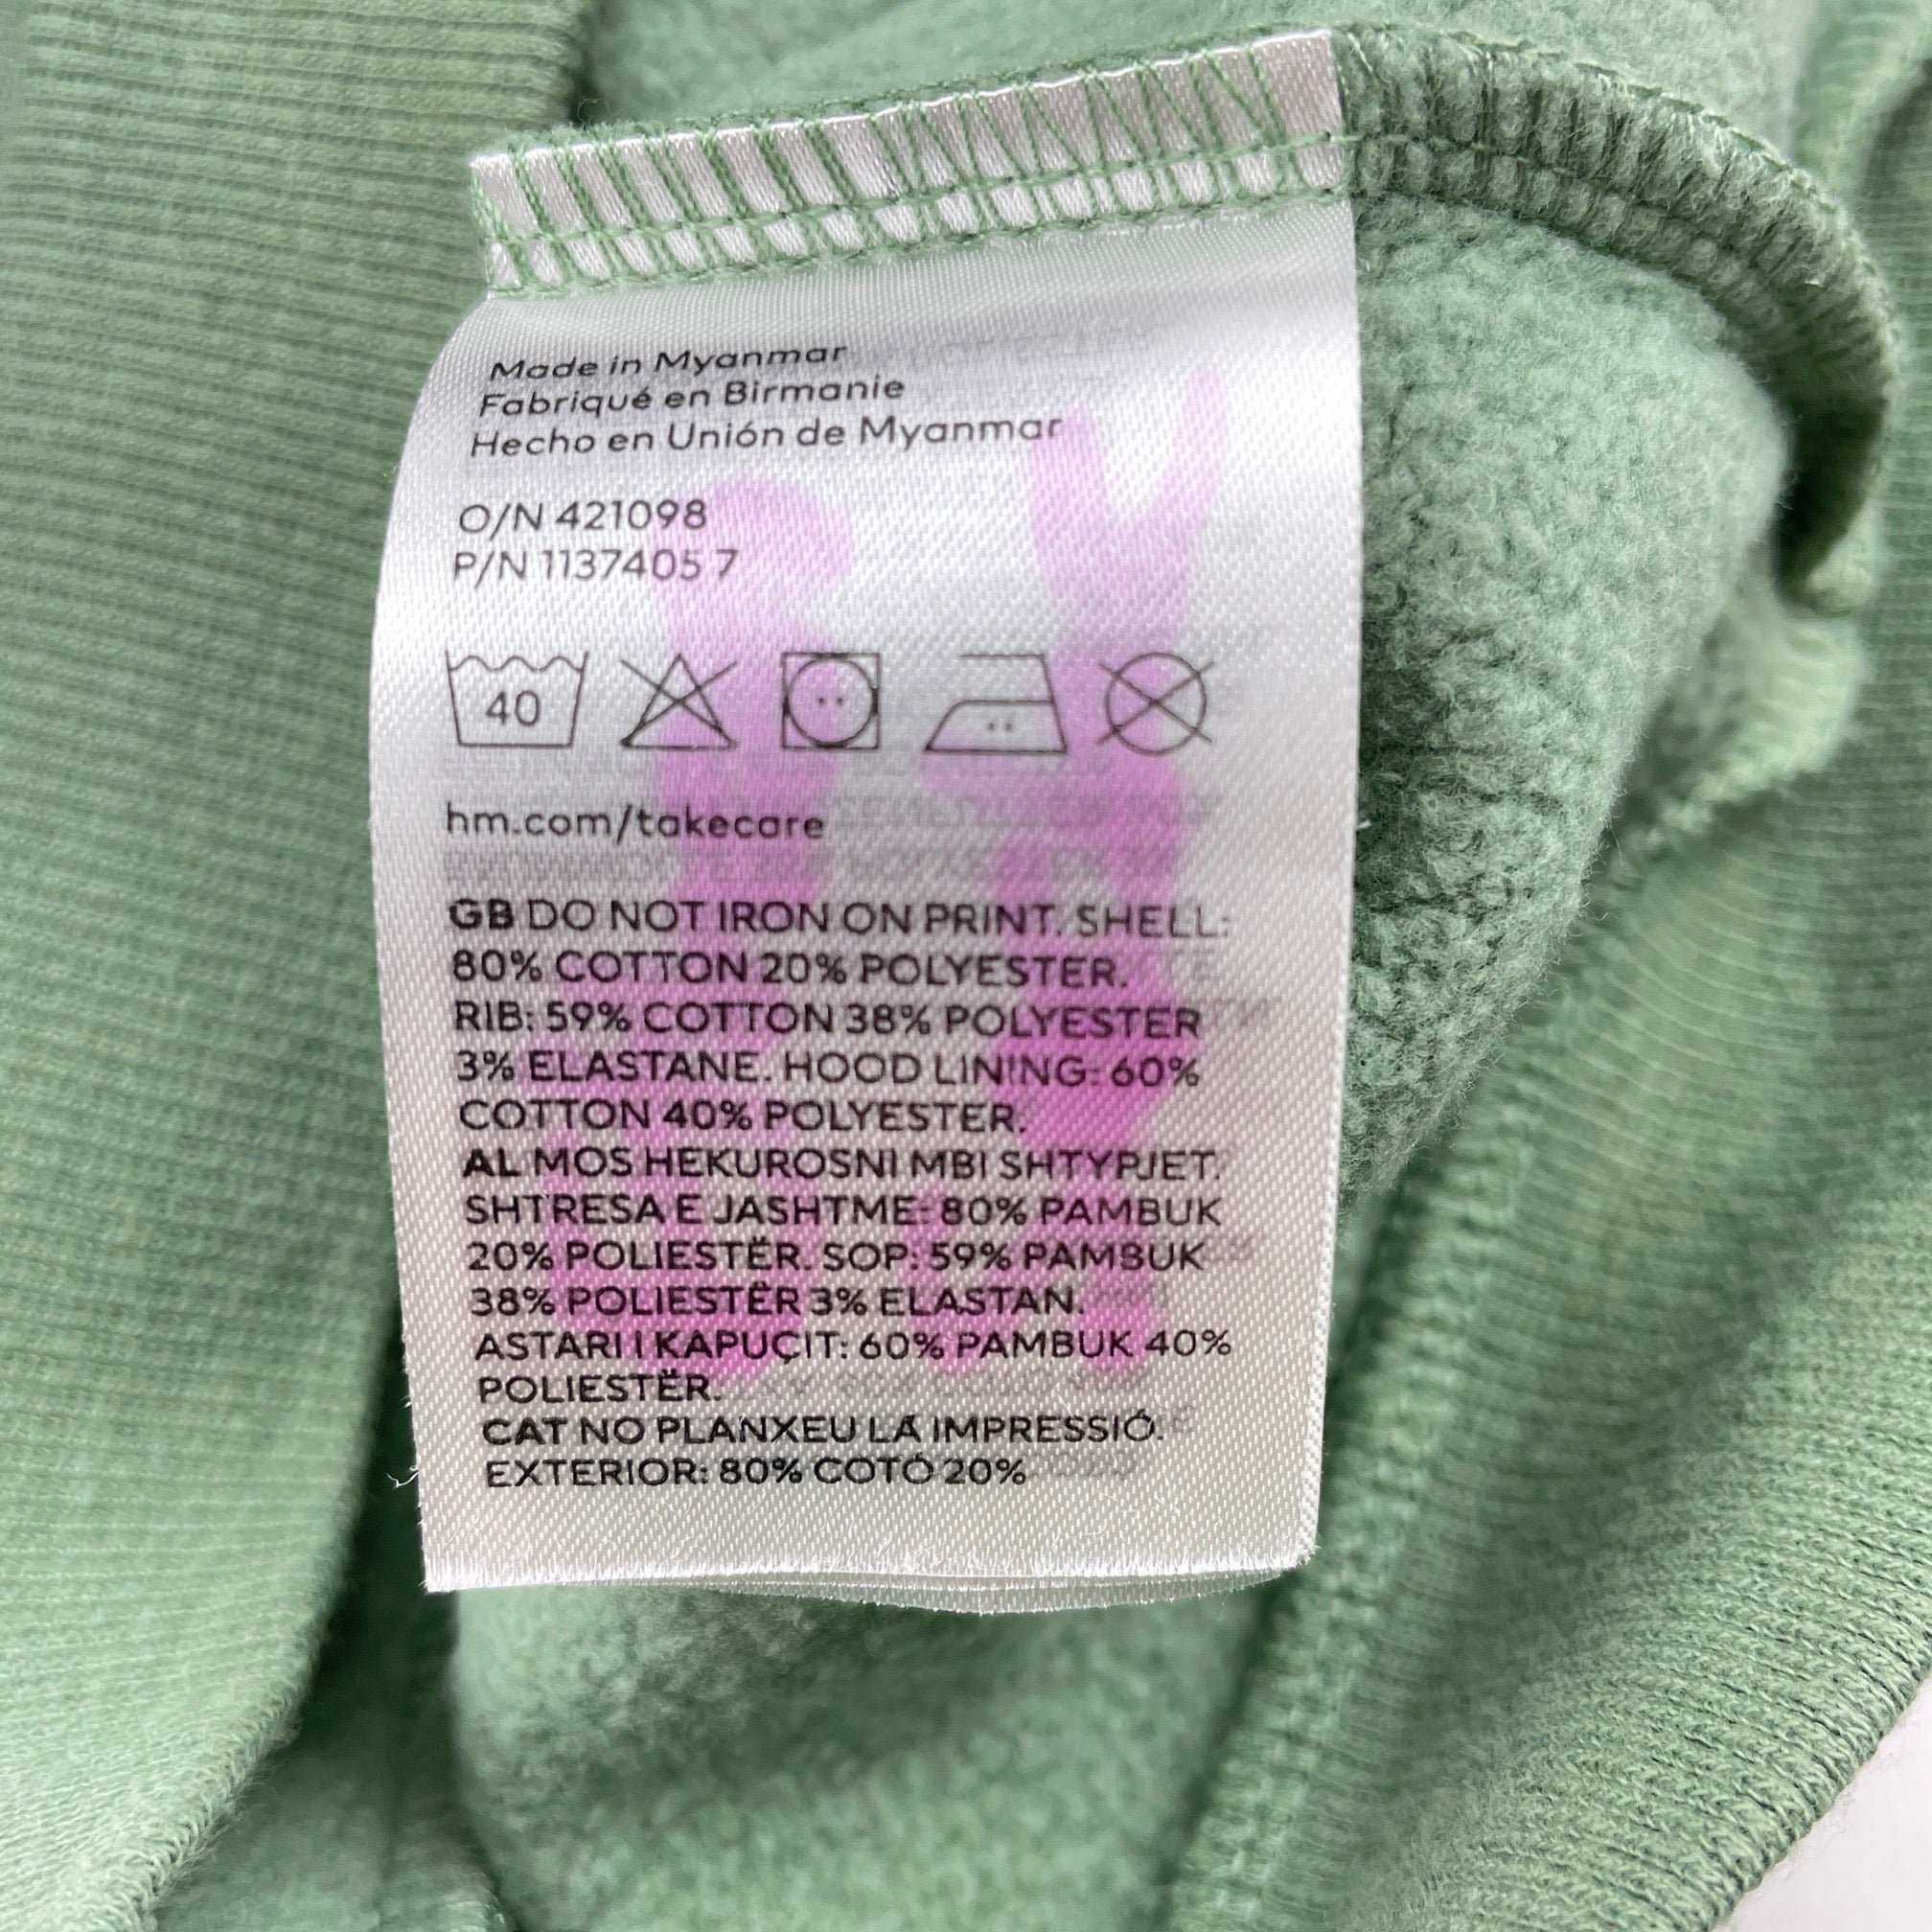 Made in Myanmar
Fabriqué en Birmanie
Hecho en Unión de Myanmar
O/N 421098
P/N 1137405 7
40
hm.com/takecare
GB DO NOT IRON ON PRINT. SHELL:
80% COTTON 20% POLYESTER.
RIB: 59% COTTON 38% POLYESTER
3% ELASTANE. HOOD LINING: 60%
COTTON 40% POLYESTER.
AL MOS HEKUROSNI MBI SHTYPJET.
SHTRESA E JASHTME: 80% PAMBUK
20% POLIESTËR. SOP: 59% PAMBUK
38% POLIESTËR 3% ELASTAN.
ASTARI I KAPUÇIT: 60% PAMBUK 40%
POLIESTËR.
CAT NO PLANXEU LA IMPRESSIÓ.
EXTERIOR: 80% COTÓ 20%